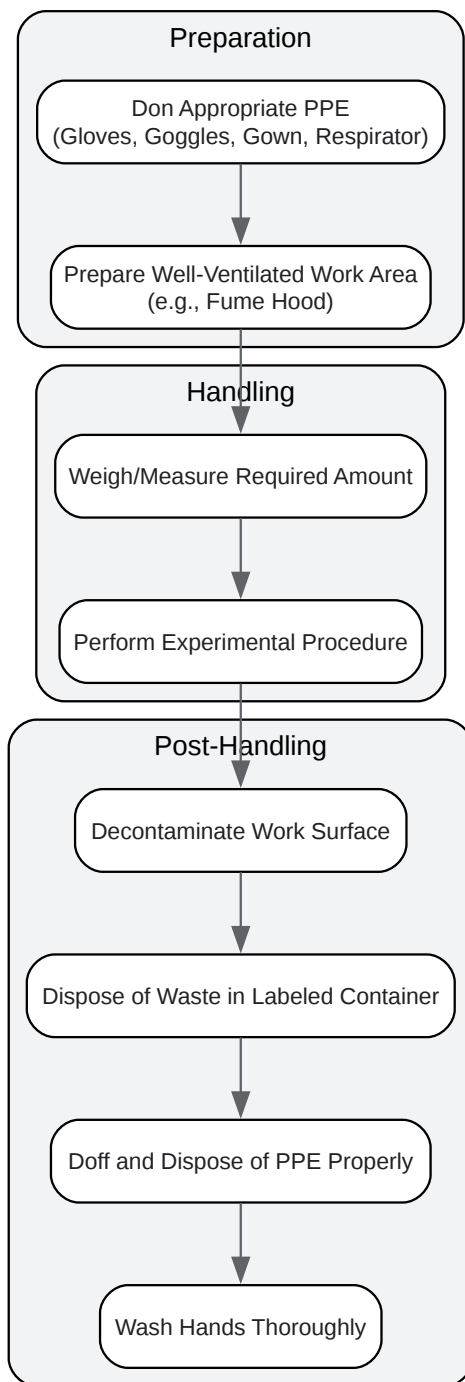 Preparation
Don Appropriate PPE
(Gloves, Goggles, Gown, Respirator)
Prepare Well-Ventilated Work Area
(e.g., Fume Hood)
Handling
Weigh/Measure Required Amount
Perform Experimental Procedure
Post-Handling
Decontaminate Work Surface
Dispose of Waste in Labeled Container
Doff and Dispose of PPE Properly
Wash Hands Thoroughly